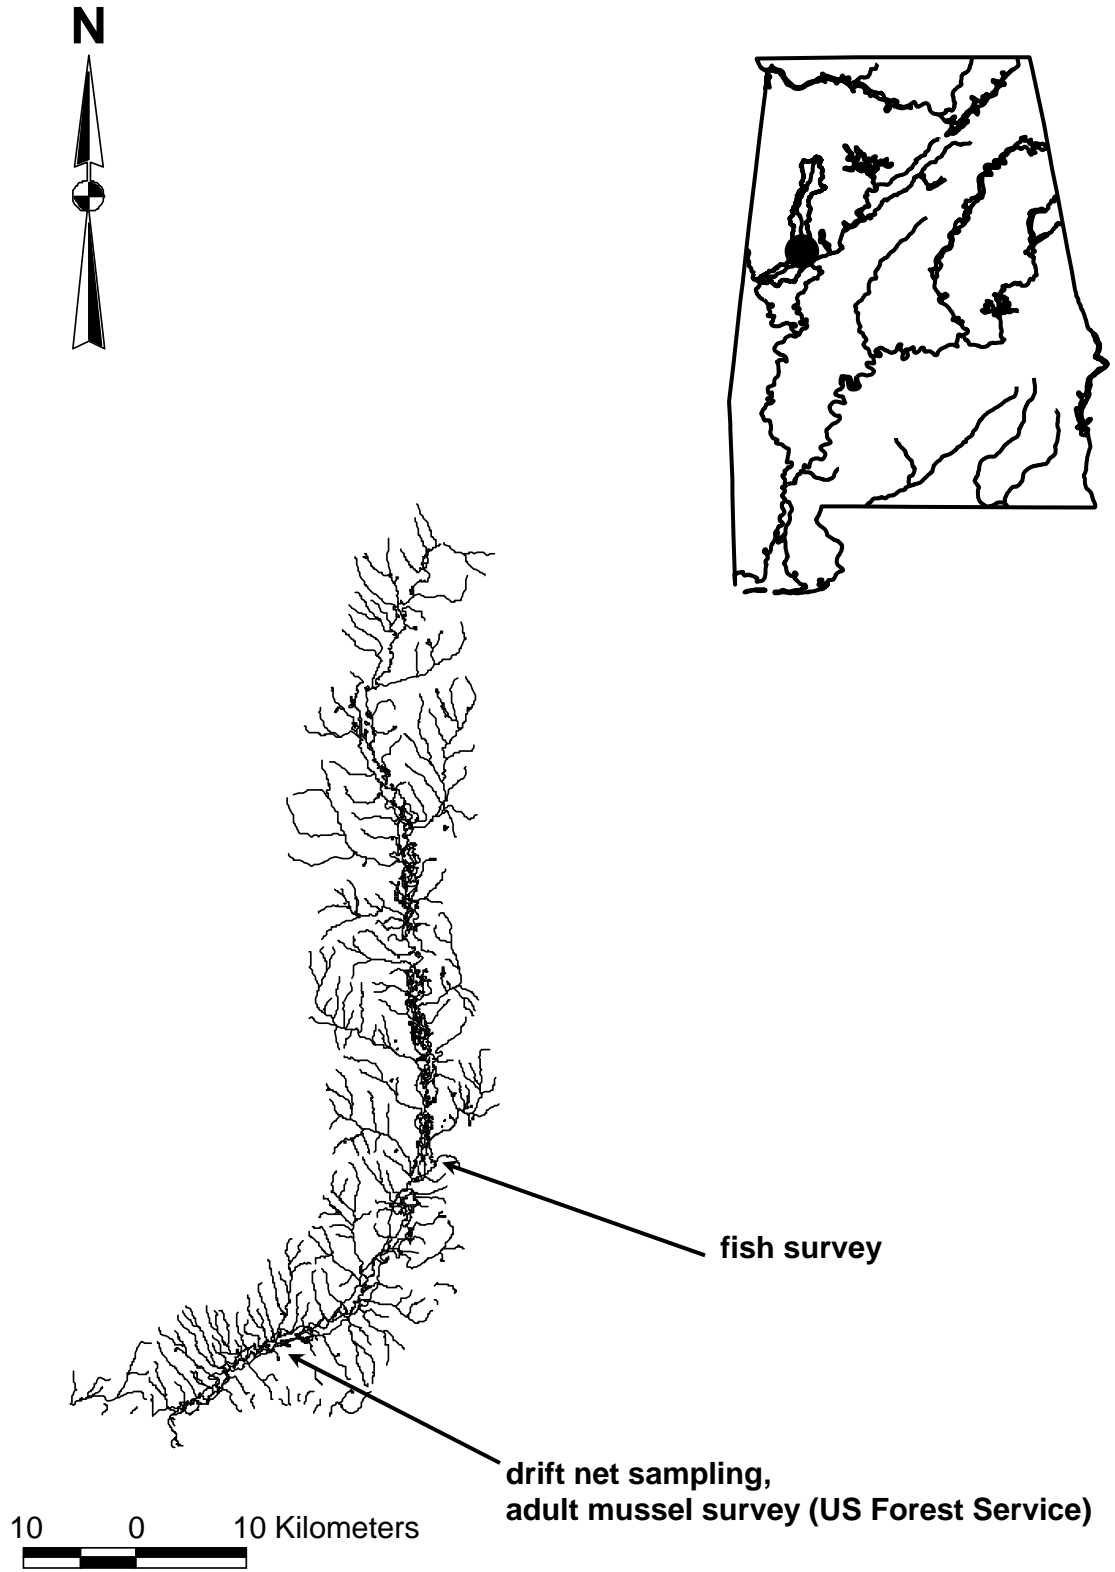 N
fish survey
drift net sampling,
adult mussel survey (US Forest Service)
10 0 10 Kilometers